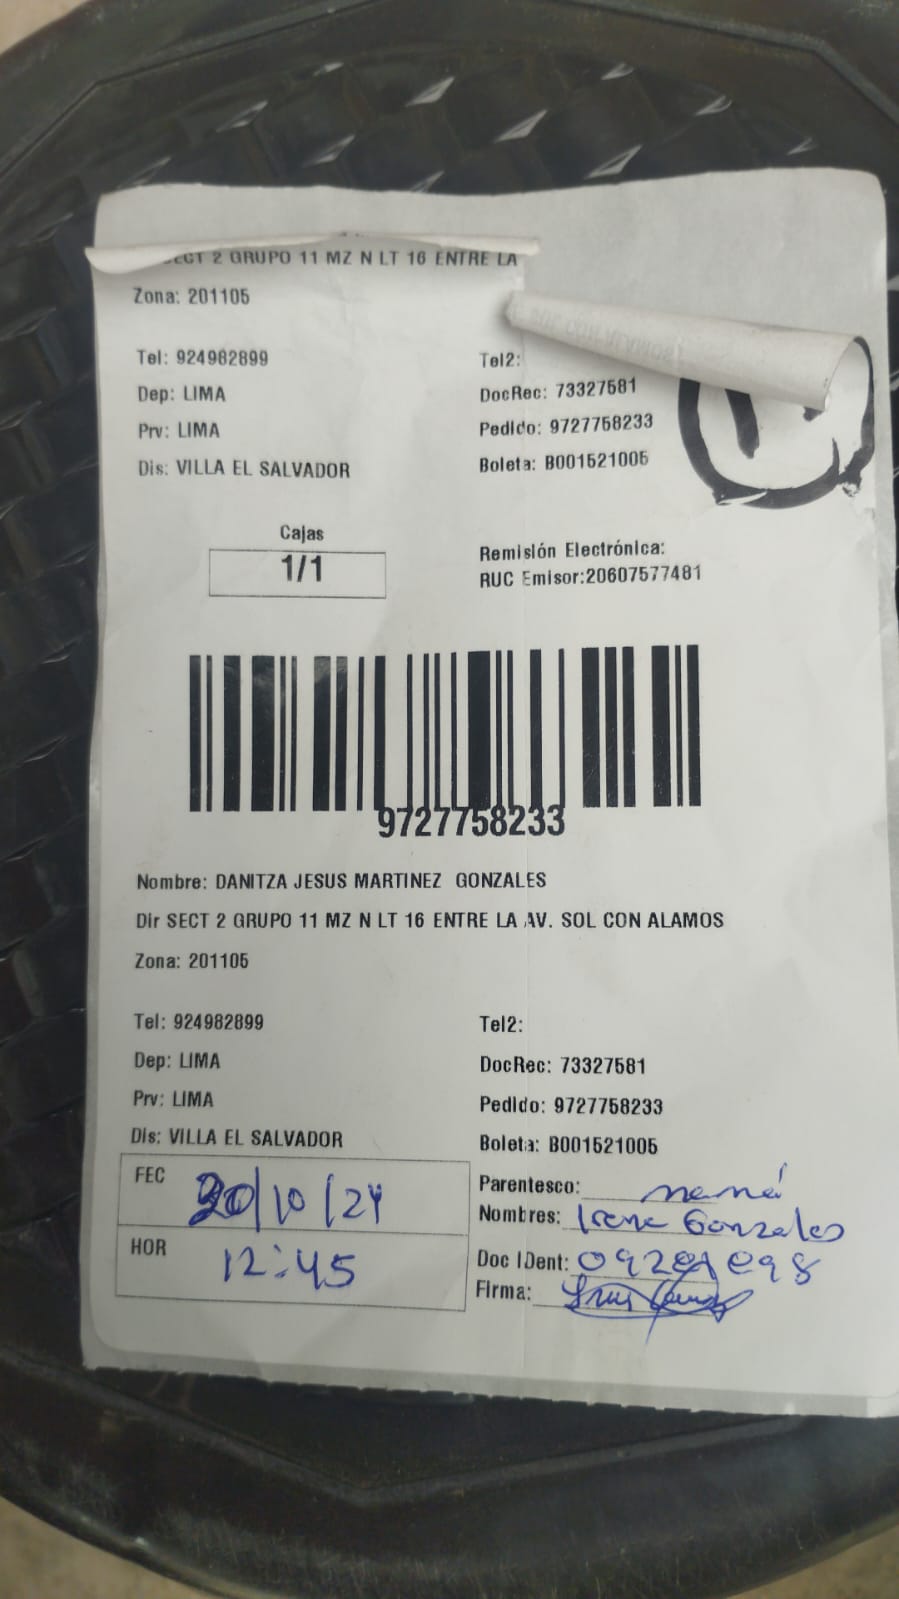 SECT 2 GRUPO 11 MZ N LT 16 ENTRE LA
Zona: 201105
Tel: 924982899 Tel2:
Dep: LIMA DocRec: 73327581
Prv: LIMA Pedido: 9727758233
Dis: VILLA EL SALVADOR Boleta: B001521005
Cajas
1/1
Remisión Electrónica:
RUC Emisor:20607577481
9727758233
Nombre: DANITZA JESUS MARTINEZ GONZALES
Dir SECT 2 GRUPO 11 MZ N LT 16 ENTRE LA AV. SOL CON ALAMOS
Zona: 201105
Tel: 924982899 Tel2:
Dep: LIMA DocRec: 73327581
Prv: LIMA Pedido: 9727758233
Dis: VILLA EL SALVADOR Boleta: B001521005
FEC /10/24
HOR 12:45
Parentesco: mamá
Nombres: Irene Gonzales
Doc IDent:
Firma: